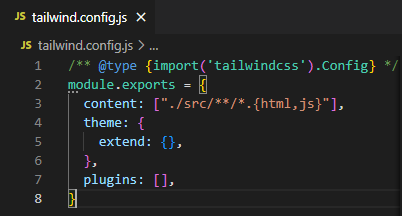 JS tailwind.config.js ×
JS tailwind.config.js > ...
1 /** @type {import('tailwindcss').Config} */
2 module.exports = {
3   content: ["./src/**/*.{html,js}"],
4   theme: {
5     extend: {},
6   },
7   plugins: [],
8 }